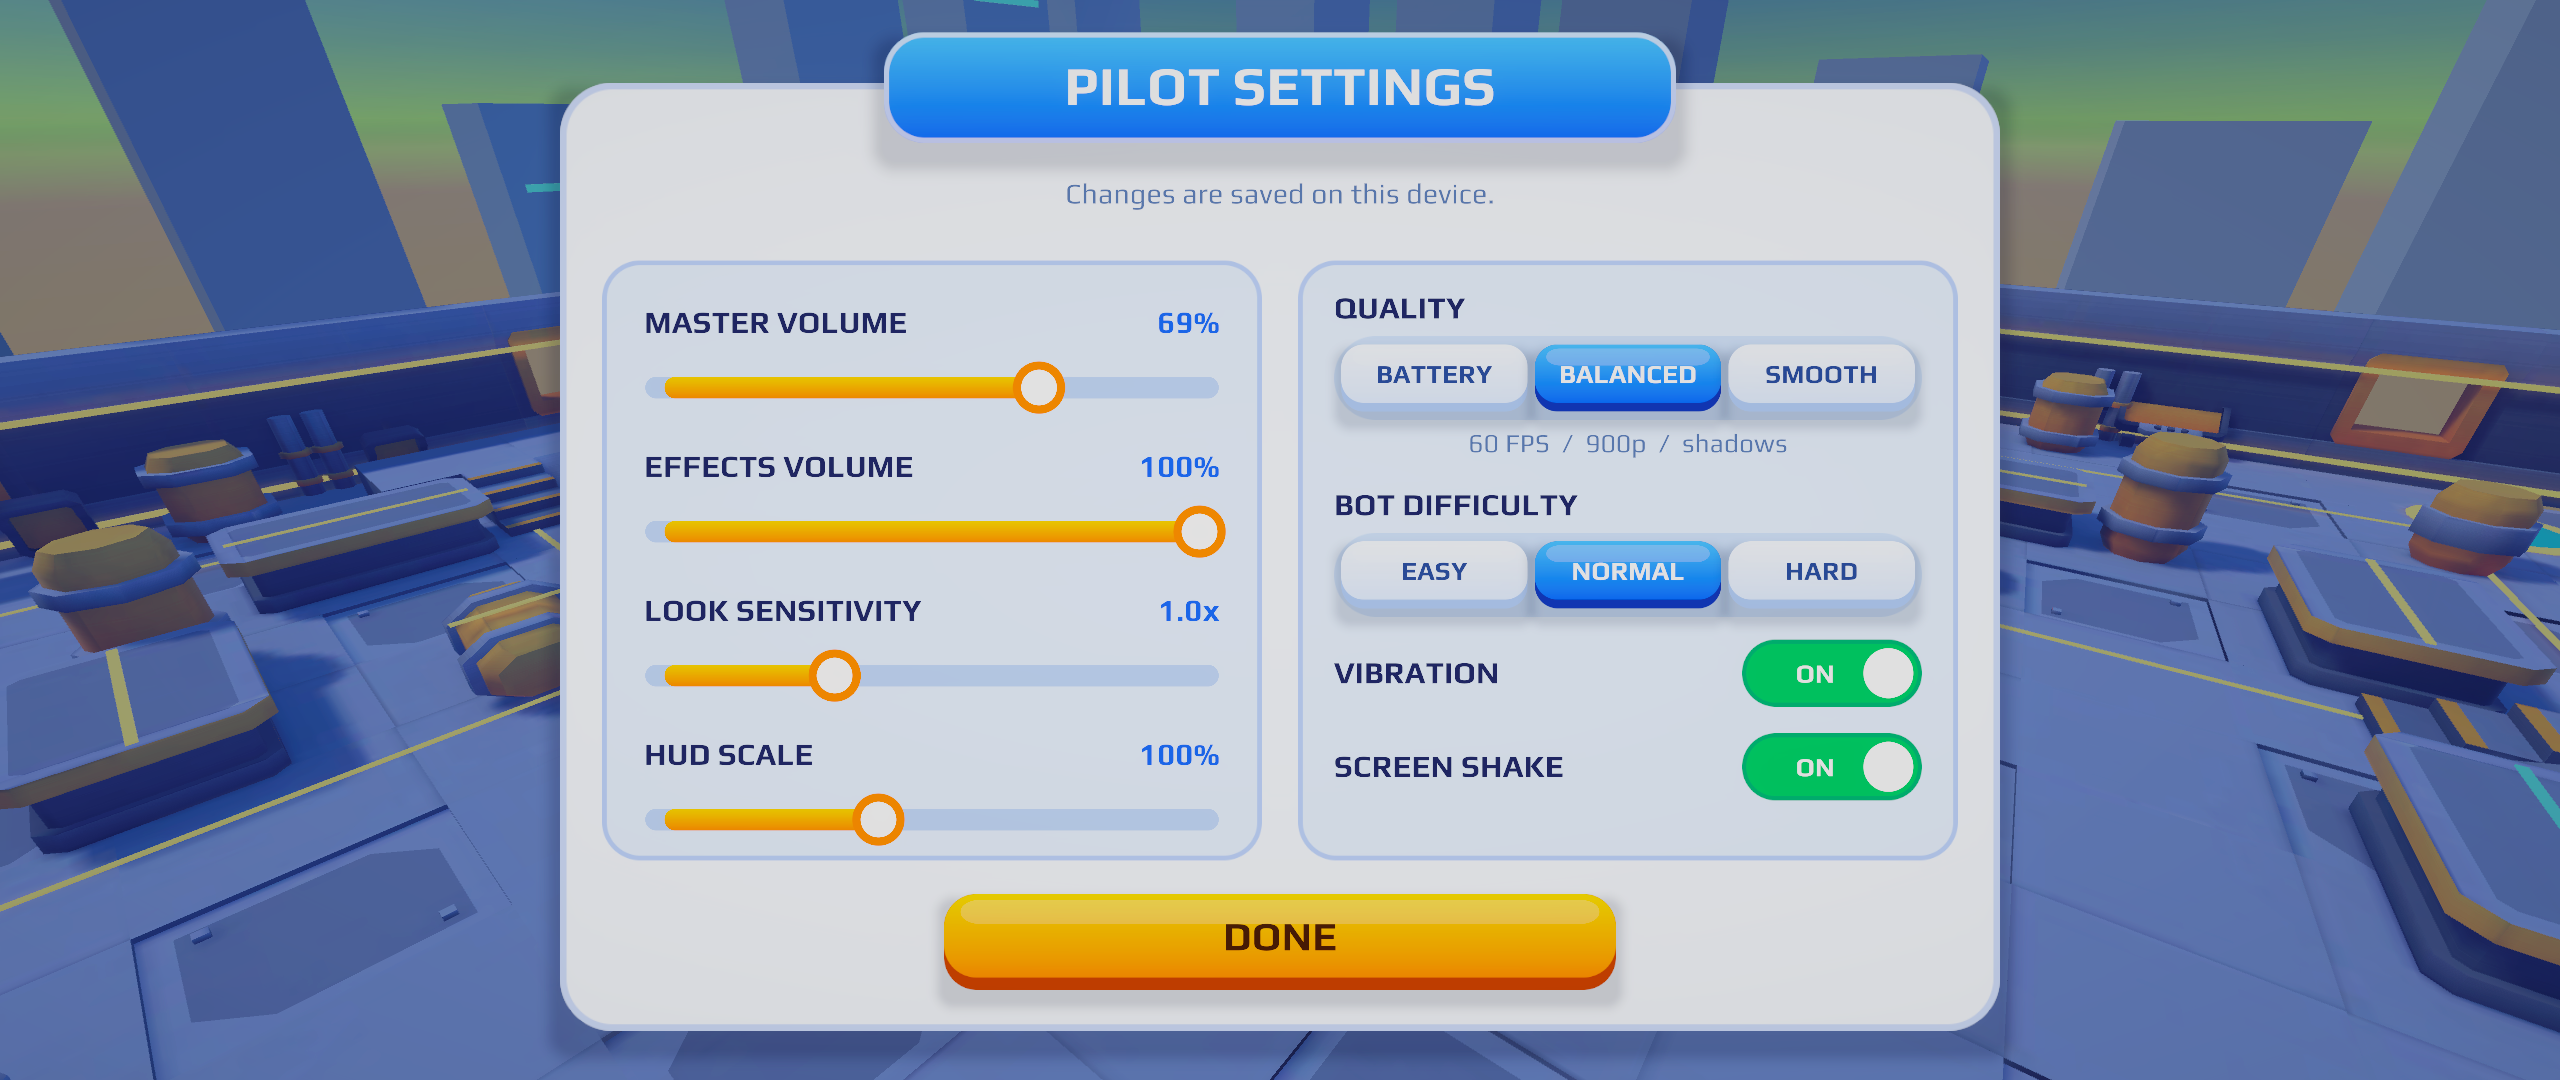 PILOT SETTINGS
Changes are saved on this device.
MASTER VOLUME 69%
EFFECTS VOLUME 100%
LOOK SENSITIVITY 1.0x
HUD SCALE 100%
QUALITY
BATTERY BALANCED SMOOTH
60 FPS / 900p / shadows
BOT DIFFICULTY
EASY NORMAL HARD
VIBRATION ON
SCREEN SHAKE ON
DONE